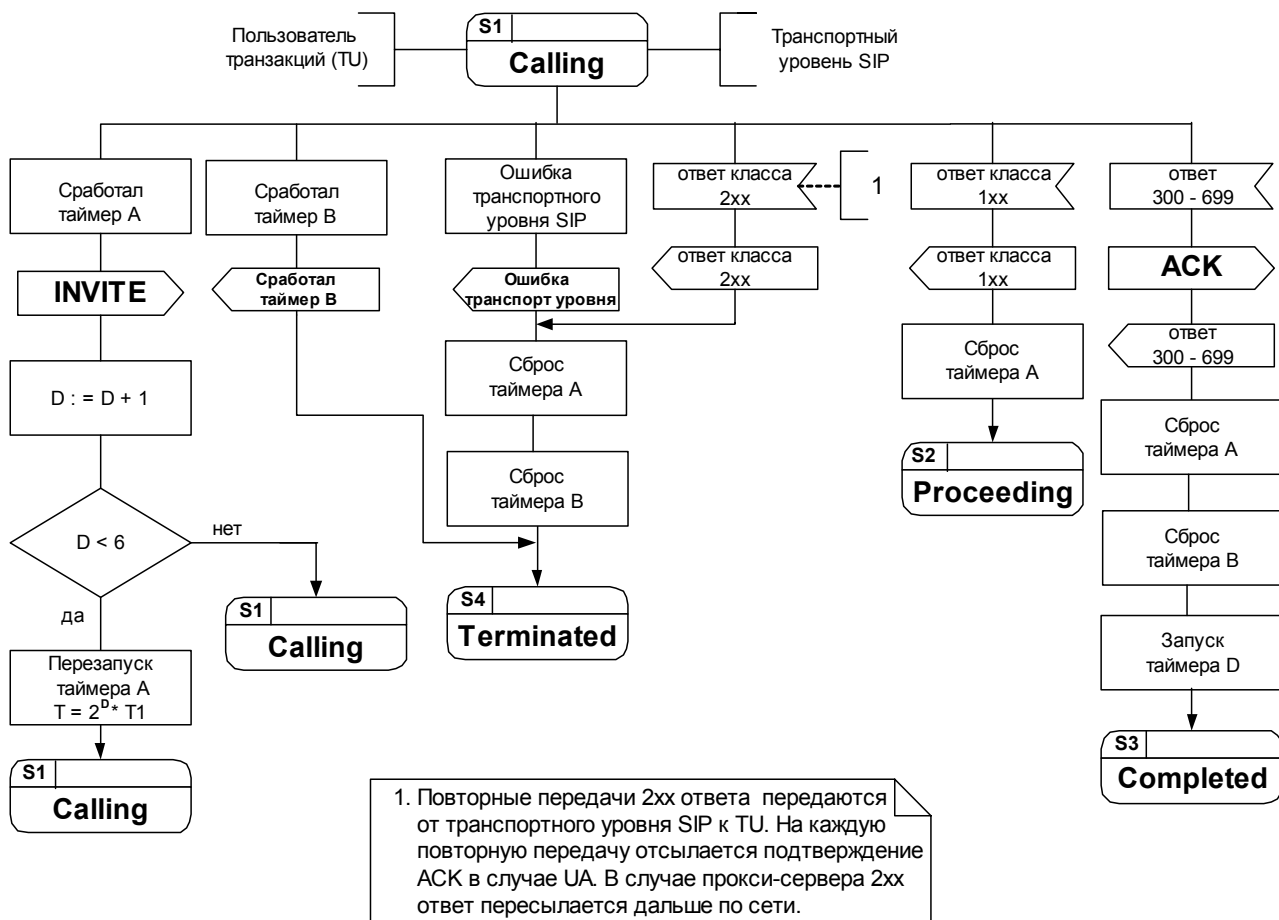 Пользователь
транзакций (TU)
S1
Calling
Транспортный
уровень SIP
Сработал
таймер A
INVITE
D : = D + 1
D < 6
нет
S1
Calling
да
Перезапуск
таймера A
T = 2^D* T1
S1
Calling
Сработал
таймер B
Сработал
таймер B
Ошибка
транспортного
уровня SIP
Ошибка
транспорт уровня
Сброс
таймера A
Сброс
таймера B
S4
Terminated
ответ класса
2xx
1
ответ класса
2xx
ответ класса
1xx
ответ класса
1xx
Сброс
таймера A
S2
Proceeding
ответ
300 - 699
ACK
ответ
300 - 699
Сброс
таймера A
Сброс
таймера B
Запуск
таймера D
S3
Completed
1. Повторные передачи 2xx ответа передаются
от транспортного уровня SIP к TU. На каждую
повторную передачу отсылается подтверждение
ACK в случае UA. В случае прокси-сервера 2xx
ответ пересылается дальше по сети.